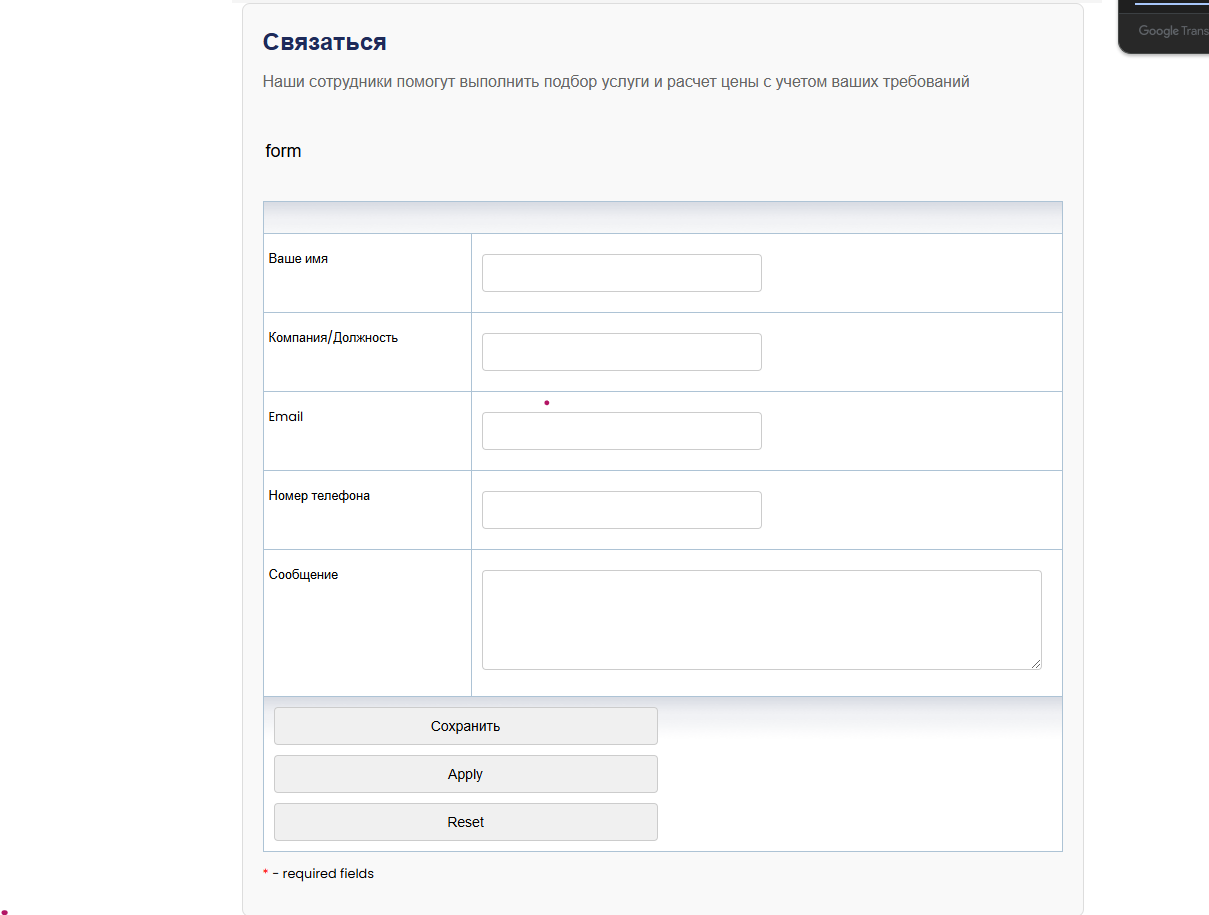 Связаться
Google Trans
Наши сотрудники помогут выполнить подбор услуги и расчет цены с учетом ваших требований
form
Ваше имя
Компания/Должность
Email
Номер телефона
Сообщение
Сохранить
Apply
Reset
* - required fields